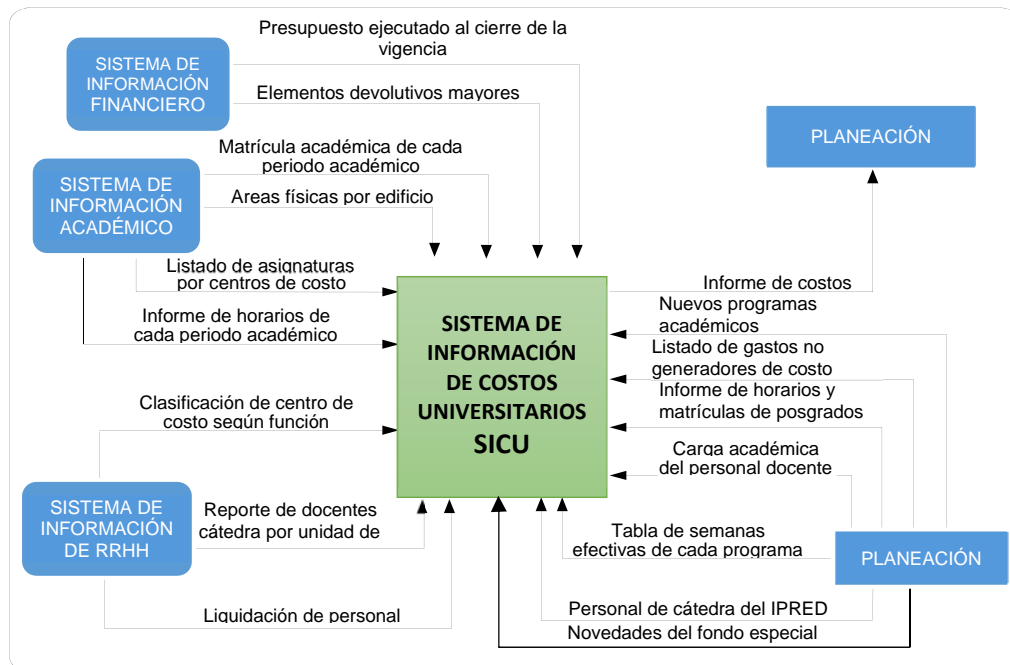 Presupuesto ejecutado al cierre de la
vigencia
SISTEMA DE
INFORMACIÓN
FINANCIERO
Elementos devolutivos mayores
Matrícula académica de cada
periodo académico
PLANEACIÓN
SISTEMA DE
INFORMACIÓN
ACADÉMICO
Areas físicas por edificio
Listado de asignaturas
por centros de costo
Informe de horarios de
cada periodo académico
SISTEMA DE
INFORMACIÓN
DE COSTOS
UNIVERSITARIOS
SICU
Informe de costos
Nuevos programas
académicos
Listado de gastos no
generadores de costo
Informe de horarios y
matrículas de posgrados
Carga académica
del personal docente
Clasificación de centro de
costo según función
SISTEMA DE
INFORMACIÓN
DE RRHH
Reporte de docentes
cátedra por unidad de
Liquidación de personal
Tabla de semanas
efectivas de cada programa
PLANEACIÓN
Personal de cátedra del IPRED
Novedades del fondo especial